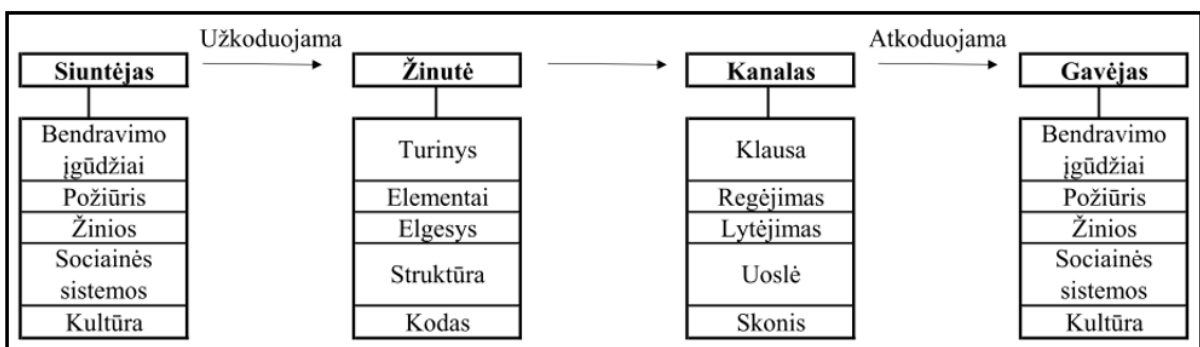 Užkoduojama
Atkoduojama
Siuntėjas
Žinutė
Kanalas
Gavėjas
Bendravimo
įgūdžiai
Požiūris
Žinios
Sociainės
sistemos
Kultūra
Turinys
Elementai
Elgesys
Struktūra
Kodas
Klausa
Regėjimas
Lytėjimas
Uoslė
Skonis
Bendravimo
įgūdžiai
Požiūris
Žinios
Sociainės
sistemos
Kultūra